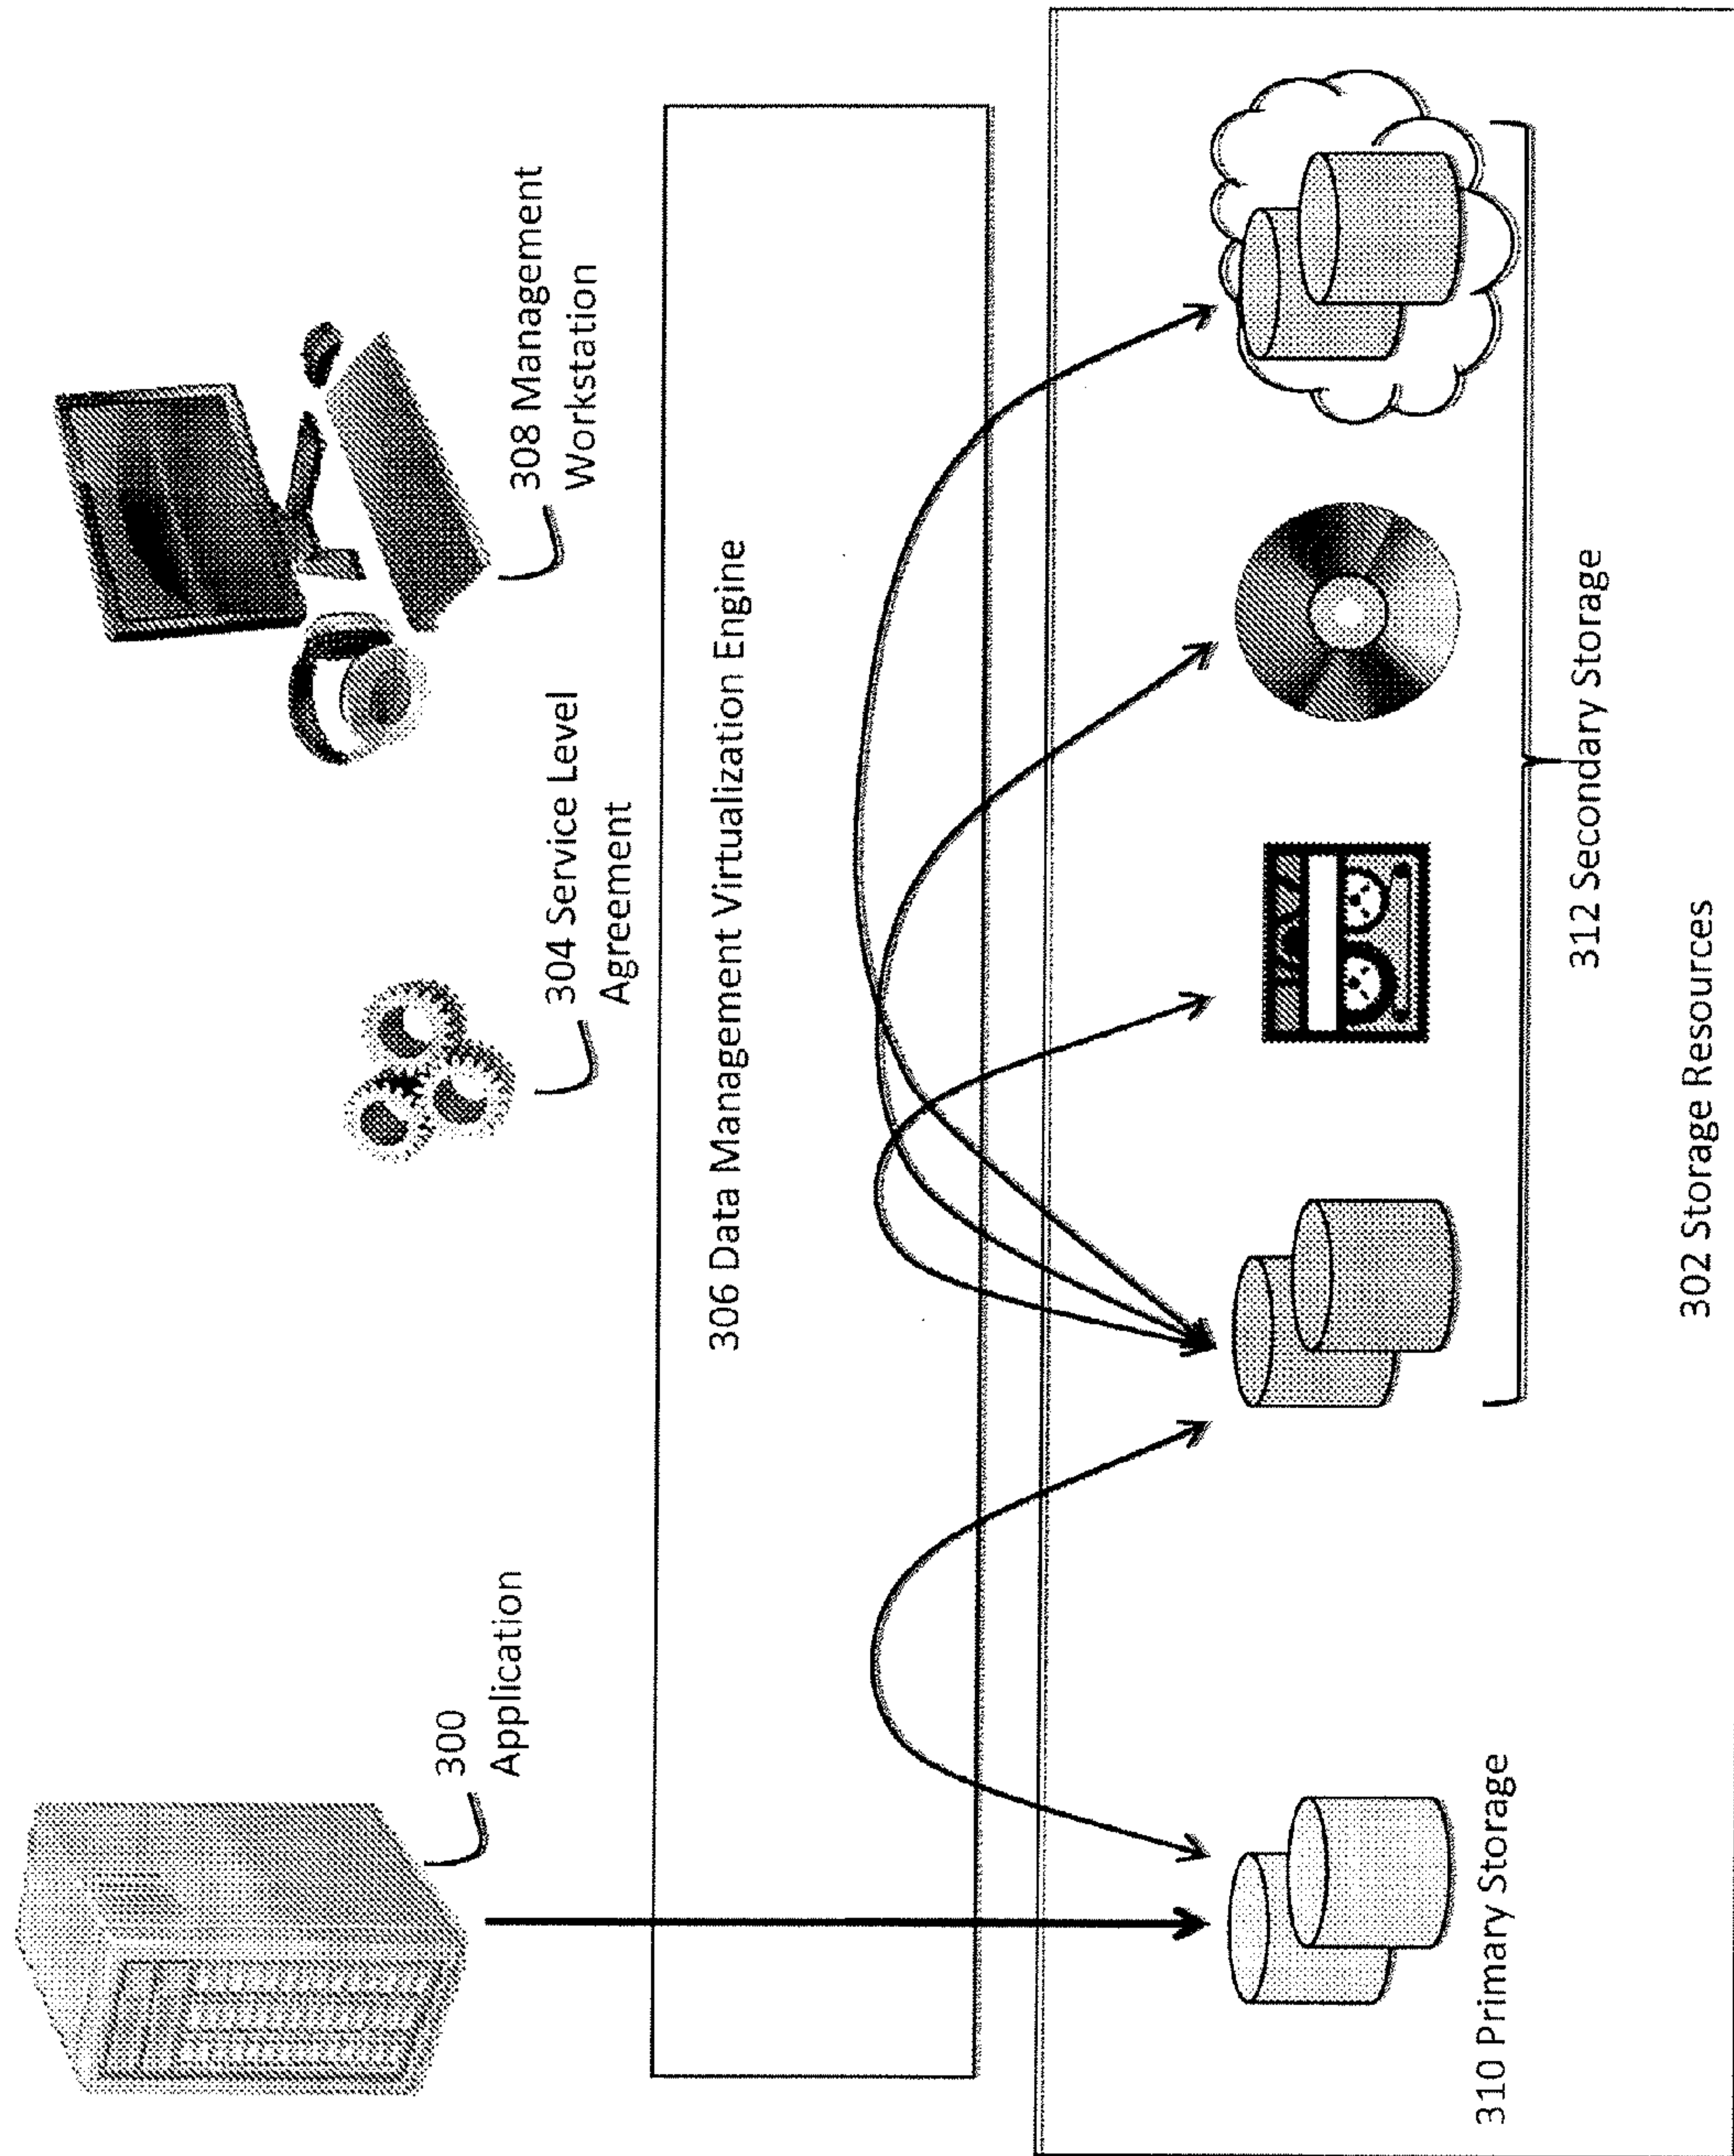 300
Application
304 Service Level
Agreement
308 Management
Workstation
306 Data Management Virtualization Engine
310 Primary Storage
312 Secondary Storage
302 Storage Resources